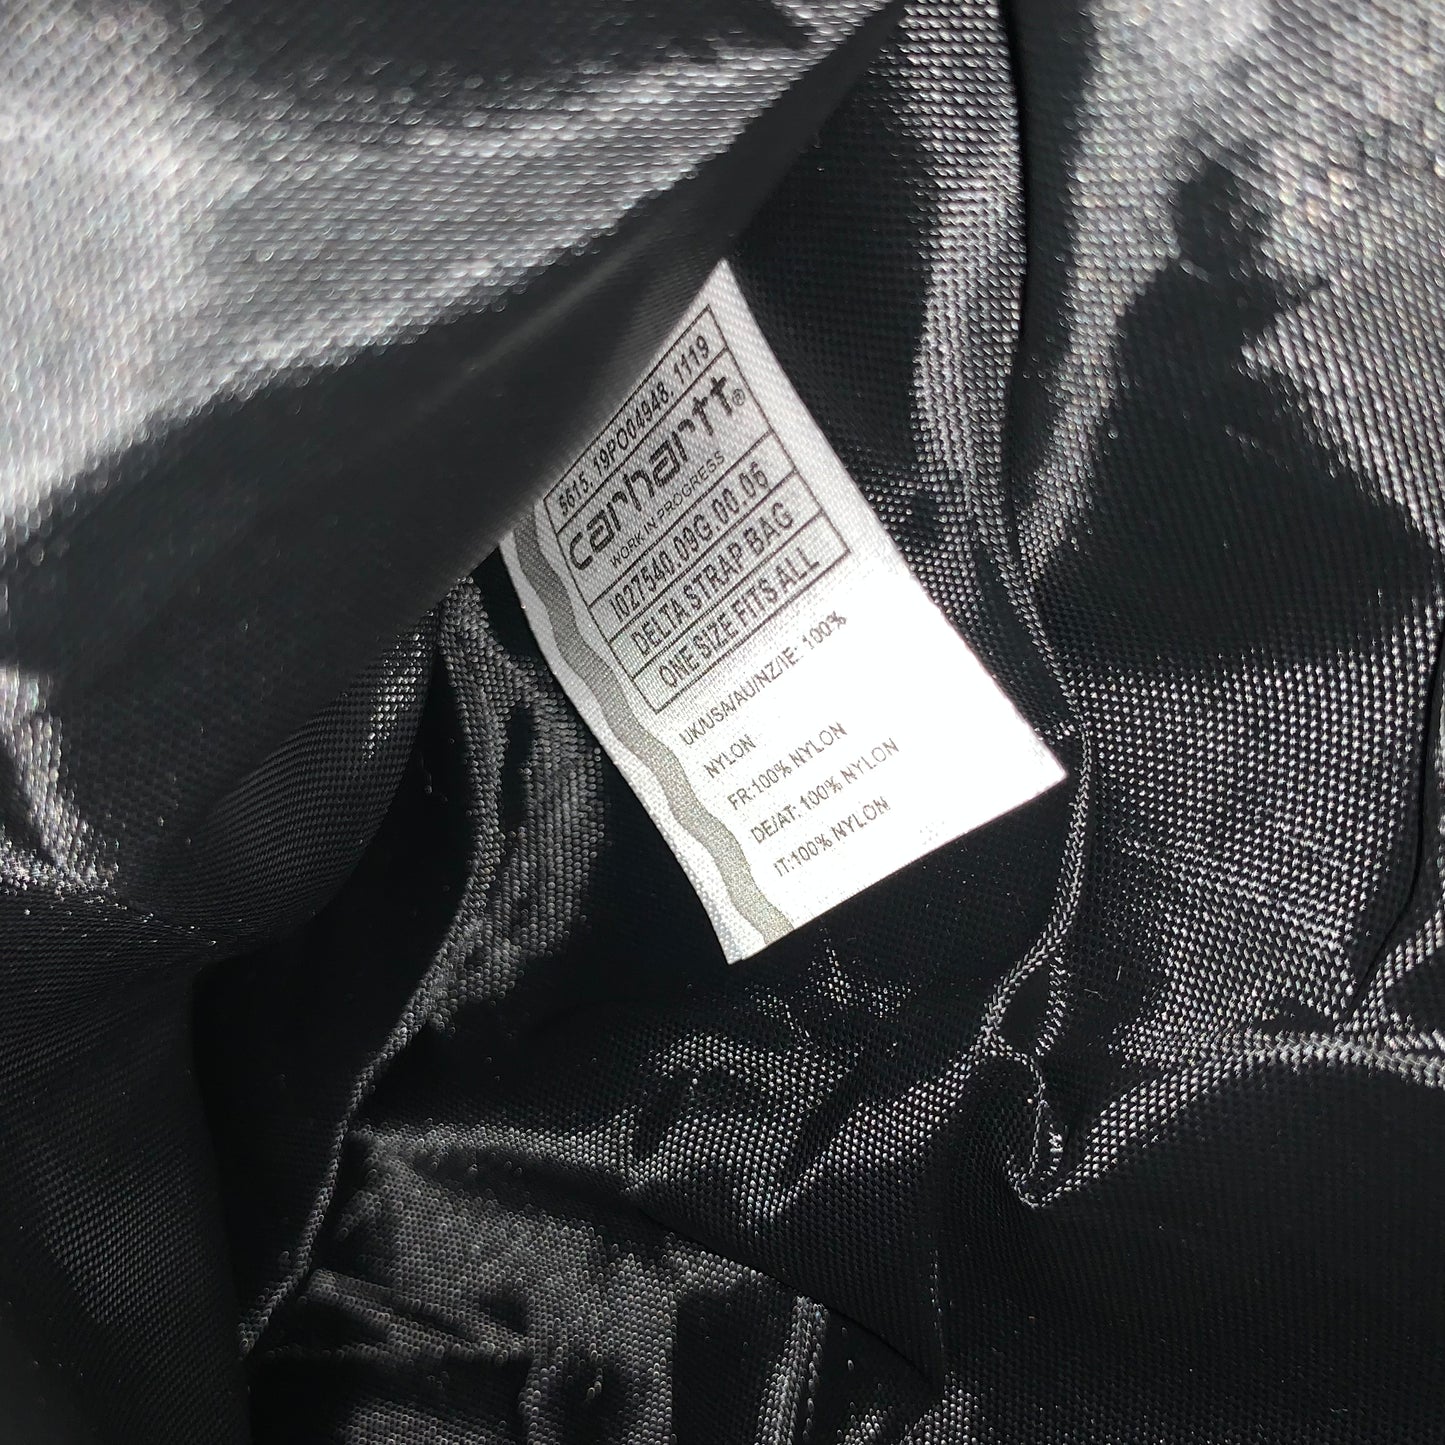 5615, 19PO04948, 1119
carhartt®
WORK IN PROGRESS
I027540.09G.00.06
DELTA STRAP BAG
ONE SIZE FITS ALL
UK/USA/AU/NZ/IE: 100%
NYLON
FR:100% NYLON
DE/AT: 100% NYLON
IT:100% NYLON